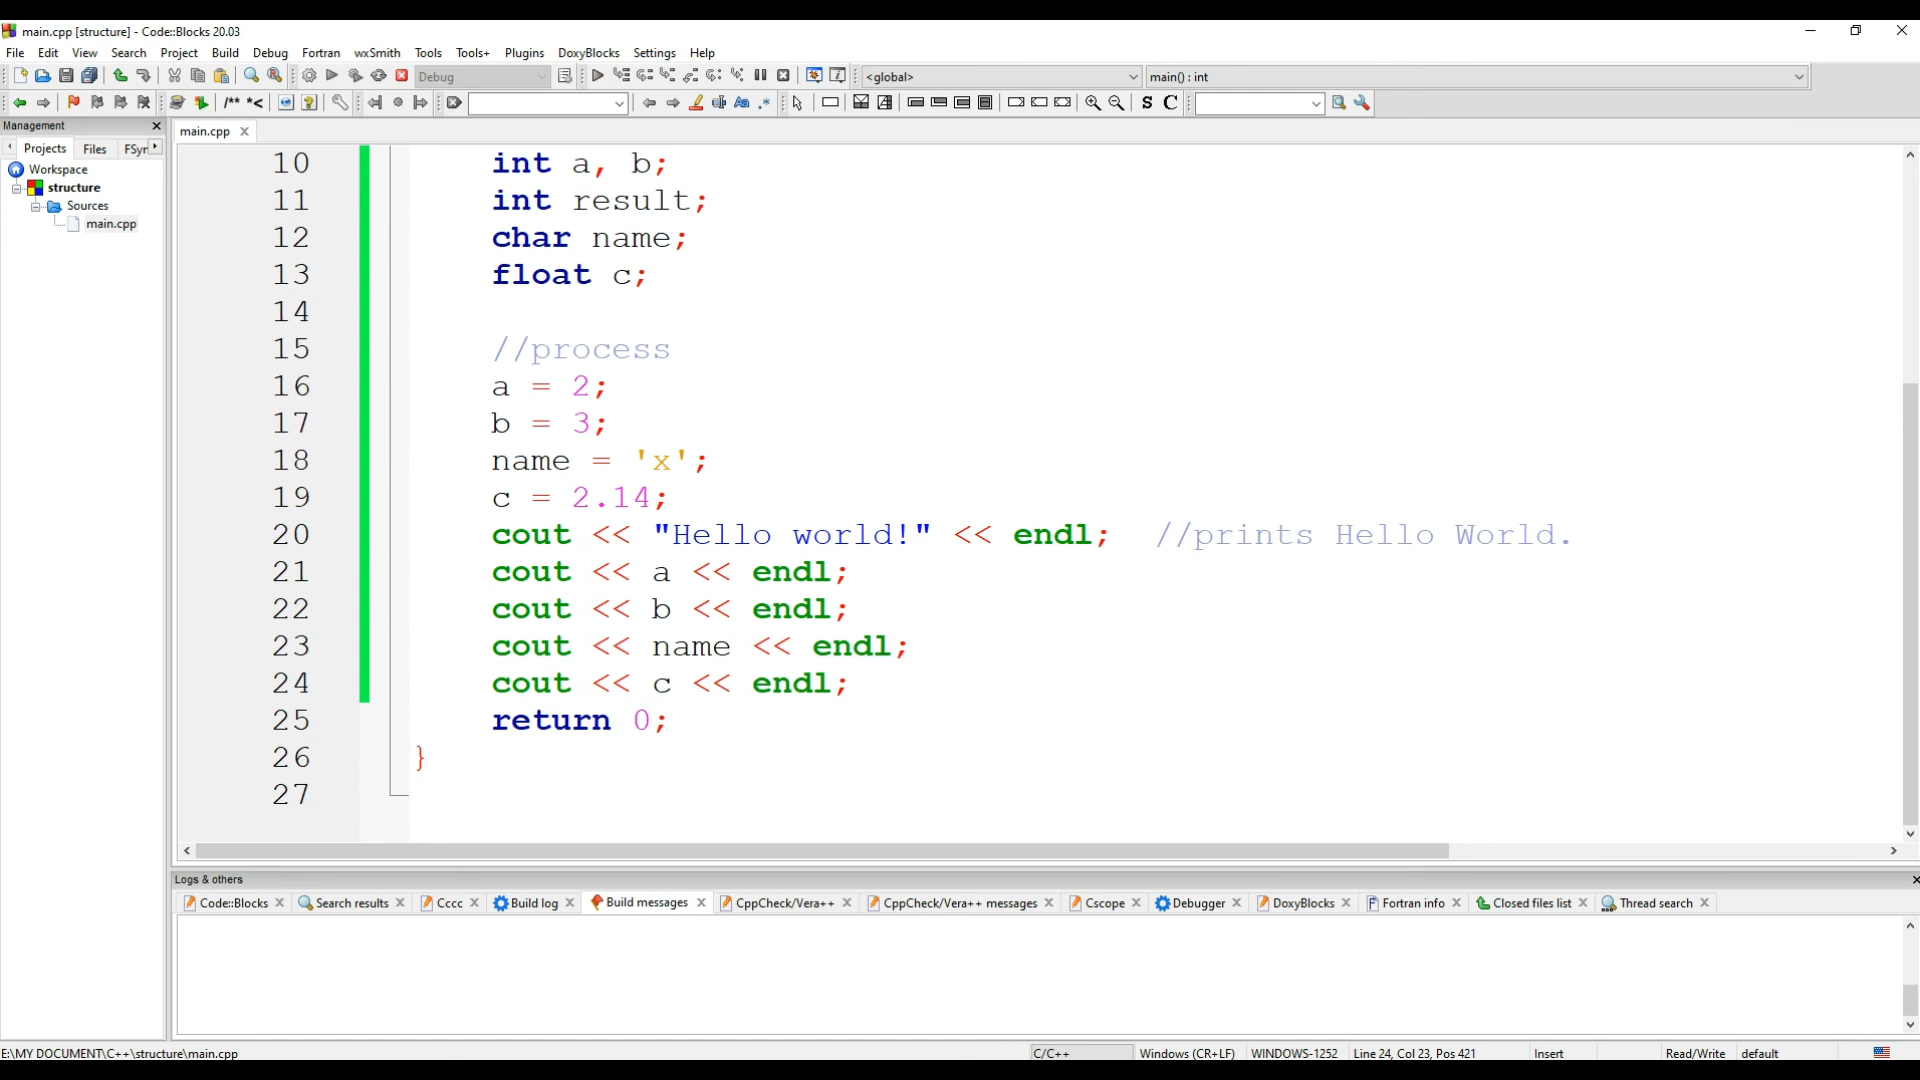 main.cpp [structure] - Code::Blocks 20.03
File Edit View Search Project Build Debug Fortran wxSmith Tools Tools+ Plugins DoxyBlocks Settings Help
Debug <global> main() : int
/** *< S C
Management
main.cpp
Projects Files FSyr
Workspace
structure
Sources
main.cpp
10 int a, b;
11 int result;
12 char name;
13 float c;
14
15 //process
16 a = 2;
17 b = 3;
18 name = 'x';
19 c = 2.14;
20 cout << "Hello world!" << endl; //prints Hello World.
21 cout << a << endl;
22 cout << b << endl;
23 cout << name << endl;
24 cout << c << endl;
25 return 0;
26 }
27
Logs & others
Code::Blocks Search results Cccc Build log Build messages CppCheck/Vera++ CppCheck/Vera++ messages Cscope Debugger DoxyBlocks Fortran info Closed files list Thread search
E:\MY DOCUMENT\C++\structure\main.cpp C/C++ Windows (CR+LF) WINDOWS-1252 Line 24, Col 23, Pos 421 Insert Read/Write default